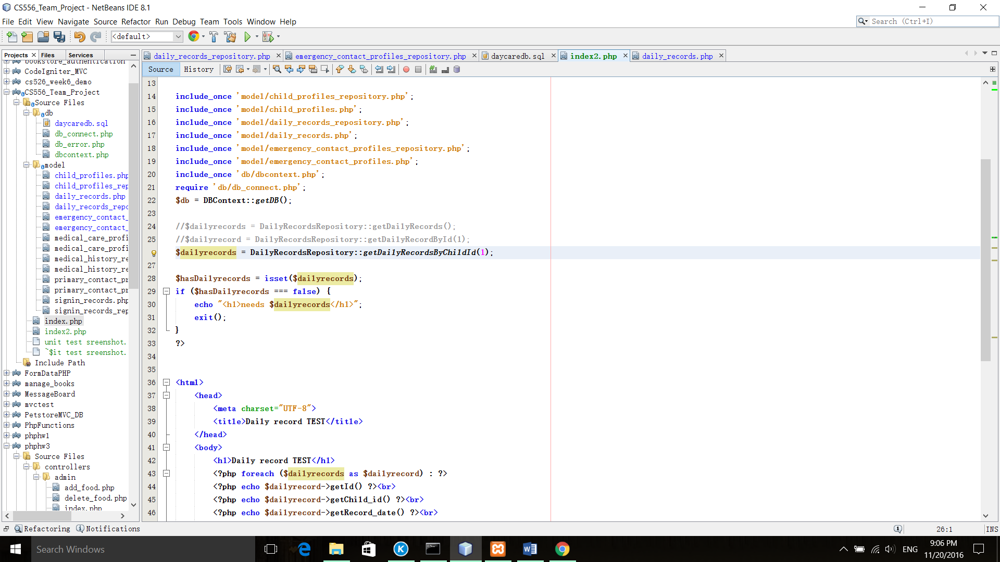 CS556_Team_Project - NetBeans IDE 8.1
File Edit View Navigate Source Refactor Run Debug Team Tools Window Help
Search (Ctrl+I)
<default>
Projects Files Services
daily_records_repository.php emergency_contact_profiles_repository.php daycaredb.sql index2.php daily_records.php
Source History
bookstore_authentication
CodeIgniter_MVC
cs526_week6_demo
CS556_Team_Project
Source Files
db
daycaredb.sql
db_connect.php
db_error.php
dbcontext.php
model
child_profiles.php
child_profiles_rep
daily_records.php
daily_records_repo
emergency_contact_
emergency_contact_
medical_care_profi
medical_care_profi
medical_history_re
medical_history_re
primary_contact_pr
primary_contact_pr
signin_records.php
signin_records_rep
index.php
index2.php
unit test sreenshot.
~$it test sreenshot.
Include Path
FormDataPHP
manage_books
MessageBoard
mvctest
PetstoreMVC_DB
PhpFunctions
phphw1
phphw3
Source Files
controllers
admin
add_food.php
delete_food.php
index.php
13
14 include_once 'model/child_profiles_repository.php';
15 include_once 'model/child_profiles.php';
16 include_once 'model/daily_records_repository.php';
17 include_once 'model/daily_records.php';
18 include_once 'model/emergency_contact_profiles_repository.php';
19 include_once 'model/emergency_contact_profiles.php';
20 include_once 'db/dbcontext.php';
21 require 'db/db_connect.php';
22 $db = DBContext::getDB();
23
24 //$dailyrecords = DailyRecordsRepository::getDailyRecords();
25 //$dailyrecord = DailyRecordsRepository::getDailyRecordById(1);
$dailyrecords = DailyRecordsRepository::getDailyRecordsByChildId(1);
27
28 $hasDailyrecords = isset($dailyrecords);
29 if ($hasDailyrecords === false) {
30 echo "<h1>needs $dailyrecords</h1>";
31 exit();
32 }
33 ?>
34
35
36 <html>
37 <head>
38 <meta charset="UTF-8">
39 <title>Daily record TEST</title>
40 </head>
41 <body>
42 <h1>Daily record TEST</h1>
43 <?php foreach ($dailyrecords as $dailyrecord) : ?>
44 <?php echo $dailyrecord->getId() ?><br>
45 <?php echo $dailyrecord->getChild_id() ?><br>
46 <?php echo $dailyrecord->getRecord_date() ?><br>
Refactoring Notifications
1 26:1 INS
Search Windows
ENG
9:06 PM
11/20/2016